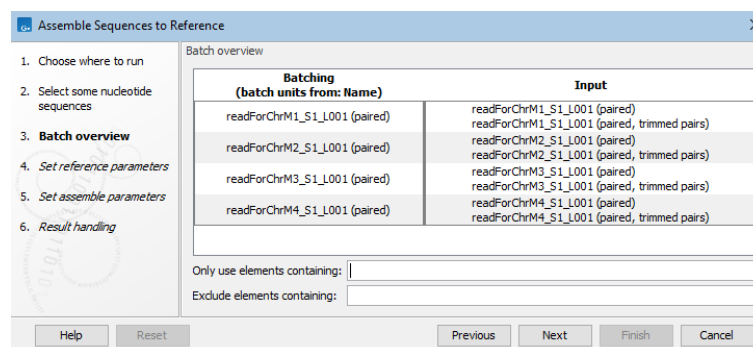 Assemble Sequences to Reference
1. Choose where to run
2. Select some nucleotide
sequences
3. Batch overview
4. Set reference parameters
5. Set assemble parameters
6. Result handling
Batch overview
Batching
(batch units from: Name)
Input
readForChrM1_S1_L001 (paired)
readForChrM1_S1_L001 (paired)
readForChrM1_S1_L001 (paired, trimmed pairs)
readForChrM2_S1_L001 (paired)
readForChrM2_S1_L001 (paired)
readForChrM2_S1_L001 (paired, trimmed pairs)
readForChrM3_S1_L001 (paired)
readForChrM3_S1_L001 (paired)
readForChrM3_S1_L001 (paired, trimmed pairs)
readForChrM4_S1_L001 (paired)
readForChrM4_S1_L001 (paired)
readForChrM4_S1_L001 (paired, trimmed pairs)
Only use elements containing:
Exclude elements containing:
Help
Reset
Previous
Next
Finish
Cancel